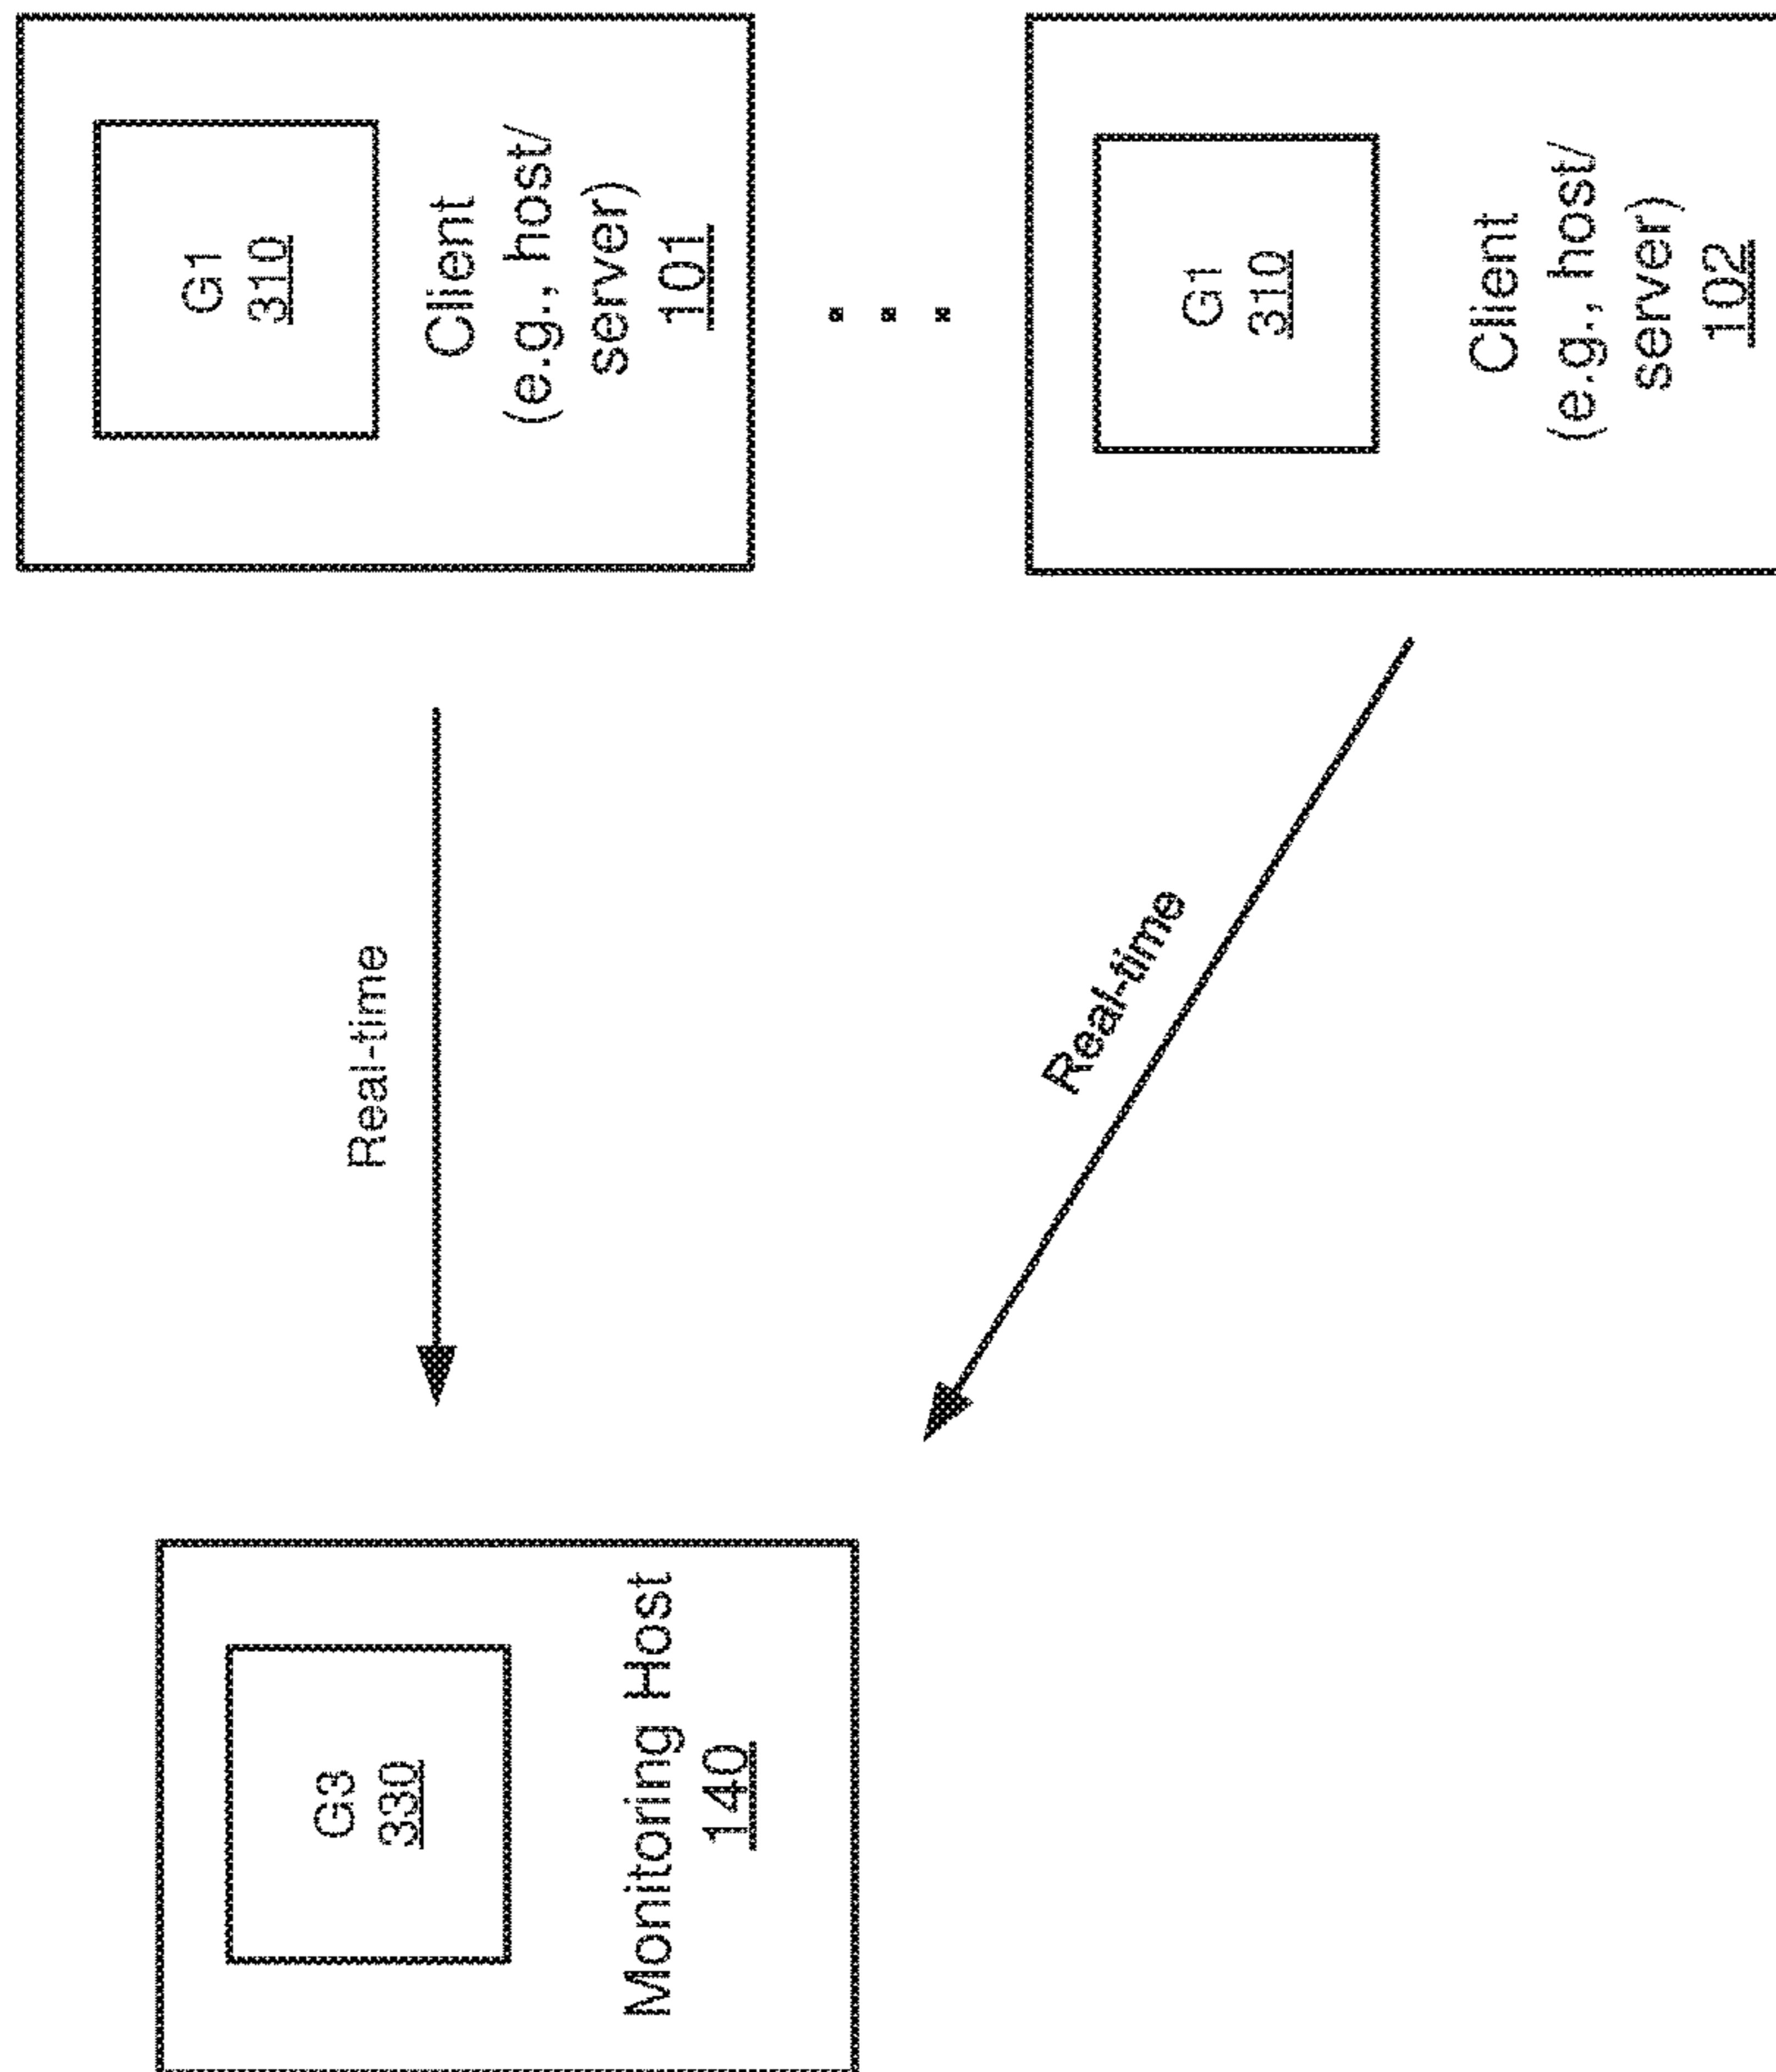 G3
330
Monitoring Host
140
Real-time
Real-time
G1
310
Client
(e.g., host/
server)
101
G1
310
Client
(e.g., host/
server)
102